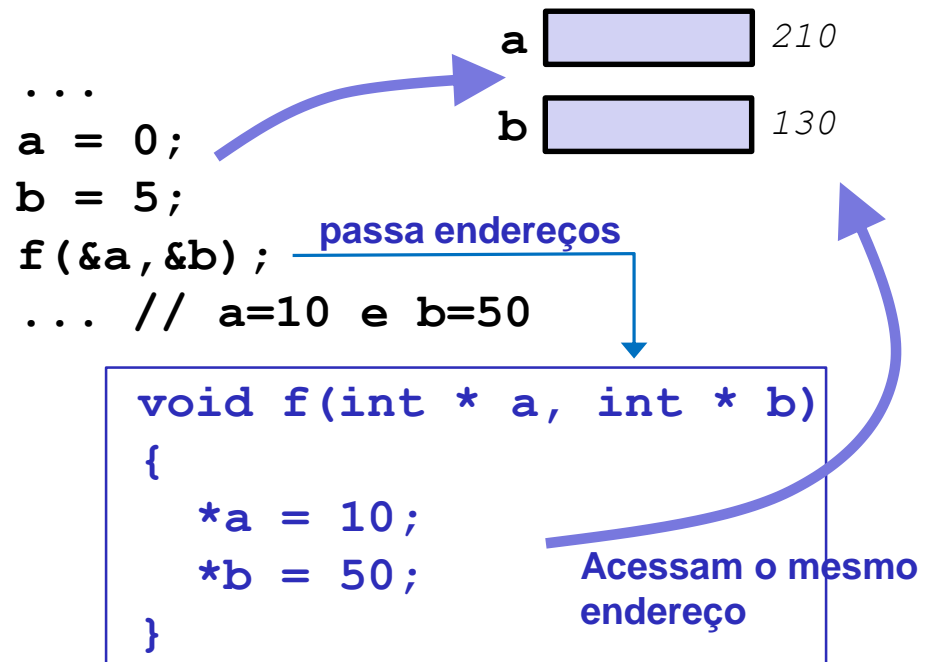 a 210
...
b 130
a = 0;
b = 5;
f(&a,&b);
passa endereços
... // a=10 e b=50
void f(int * a, int * b)
{
*a = 10;
*b = 50;
}
Acessam o mesmo
endereço